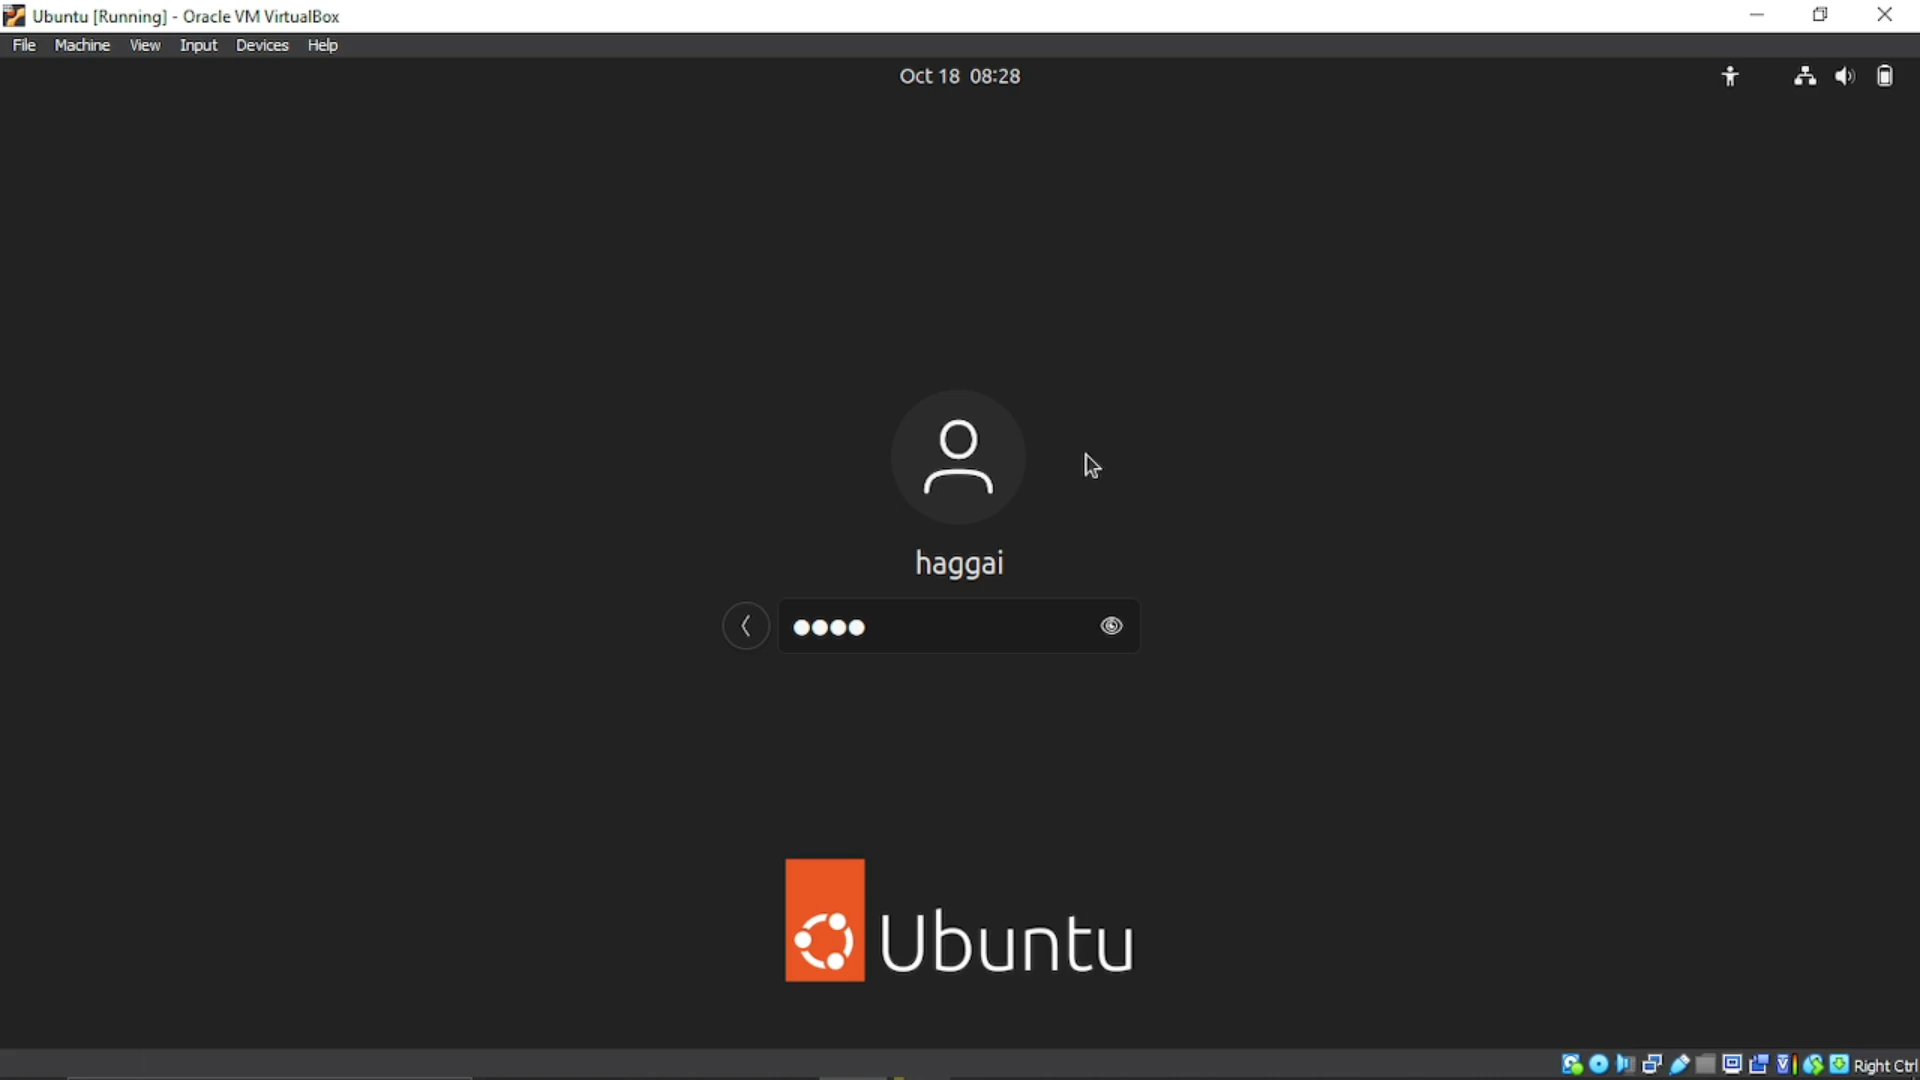 Ubuntu [Running] - Oracle VM VirtualBox
File Machine View Input Devices Help
Oct 18 08:28
haggai
Ubuntu
Right Ctrl